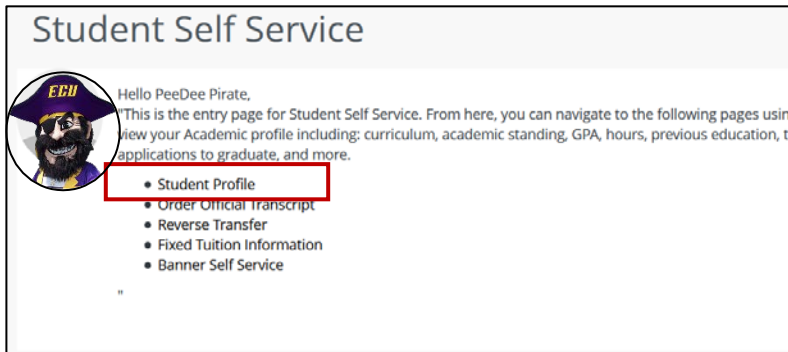 Student Self Service
ECU
Hello PeeDee Pirate,
"This is the entry page for Student Self Service. From here, you can navigate to the following pages
view your Academic profile including: curriculum, academic standing, GPA, hours, previous education,
applications to graduate, and more.
• Student Profile
• Order Official Transcript
• Reverse Transfer
• Fixed Tuition Information
• Banner Self Service
"